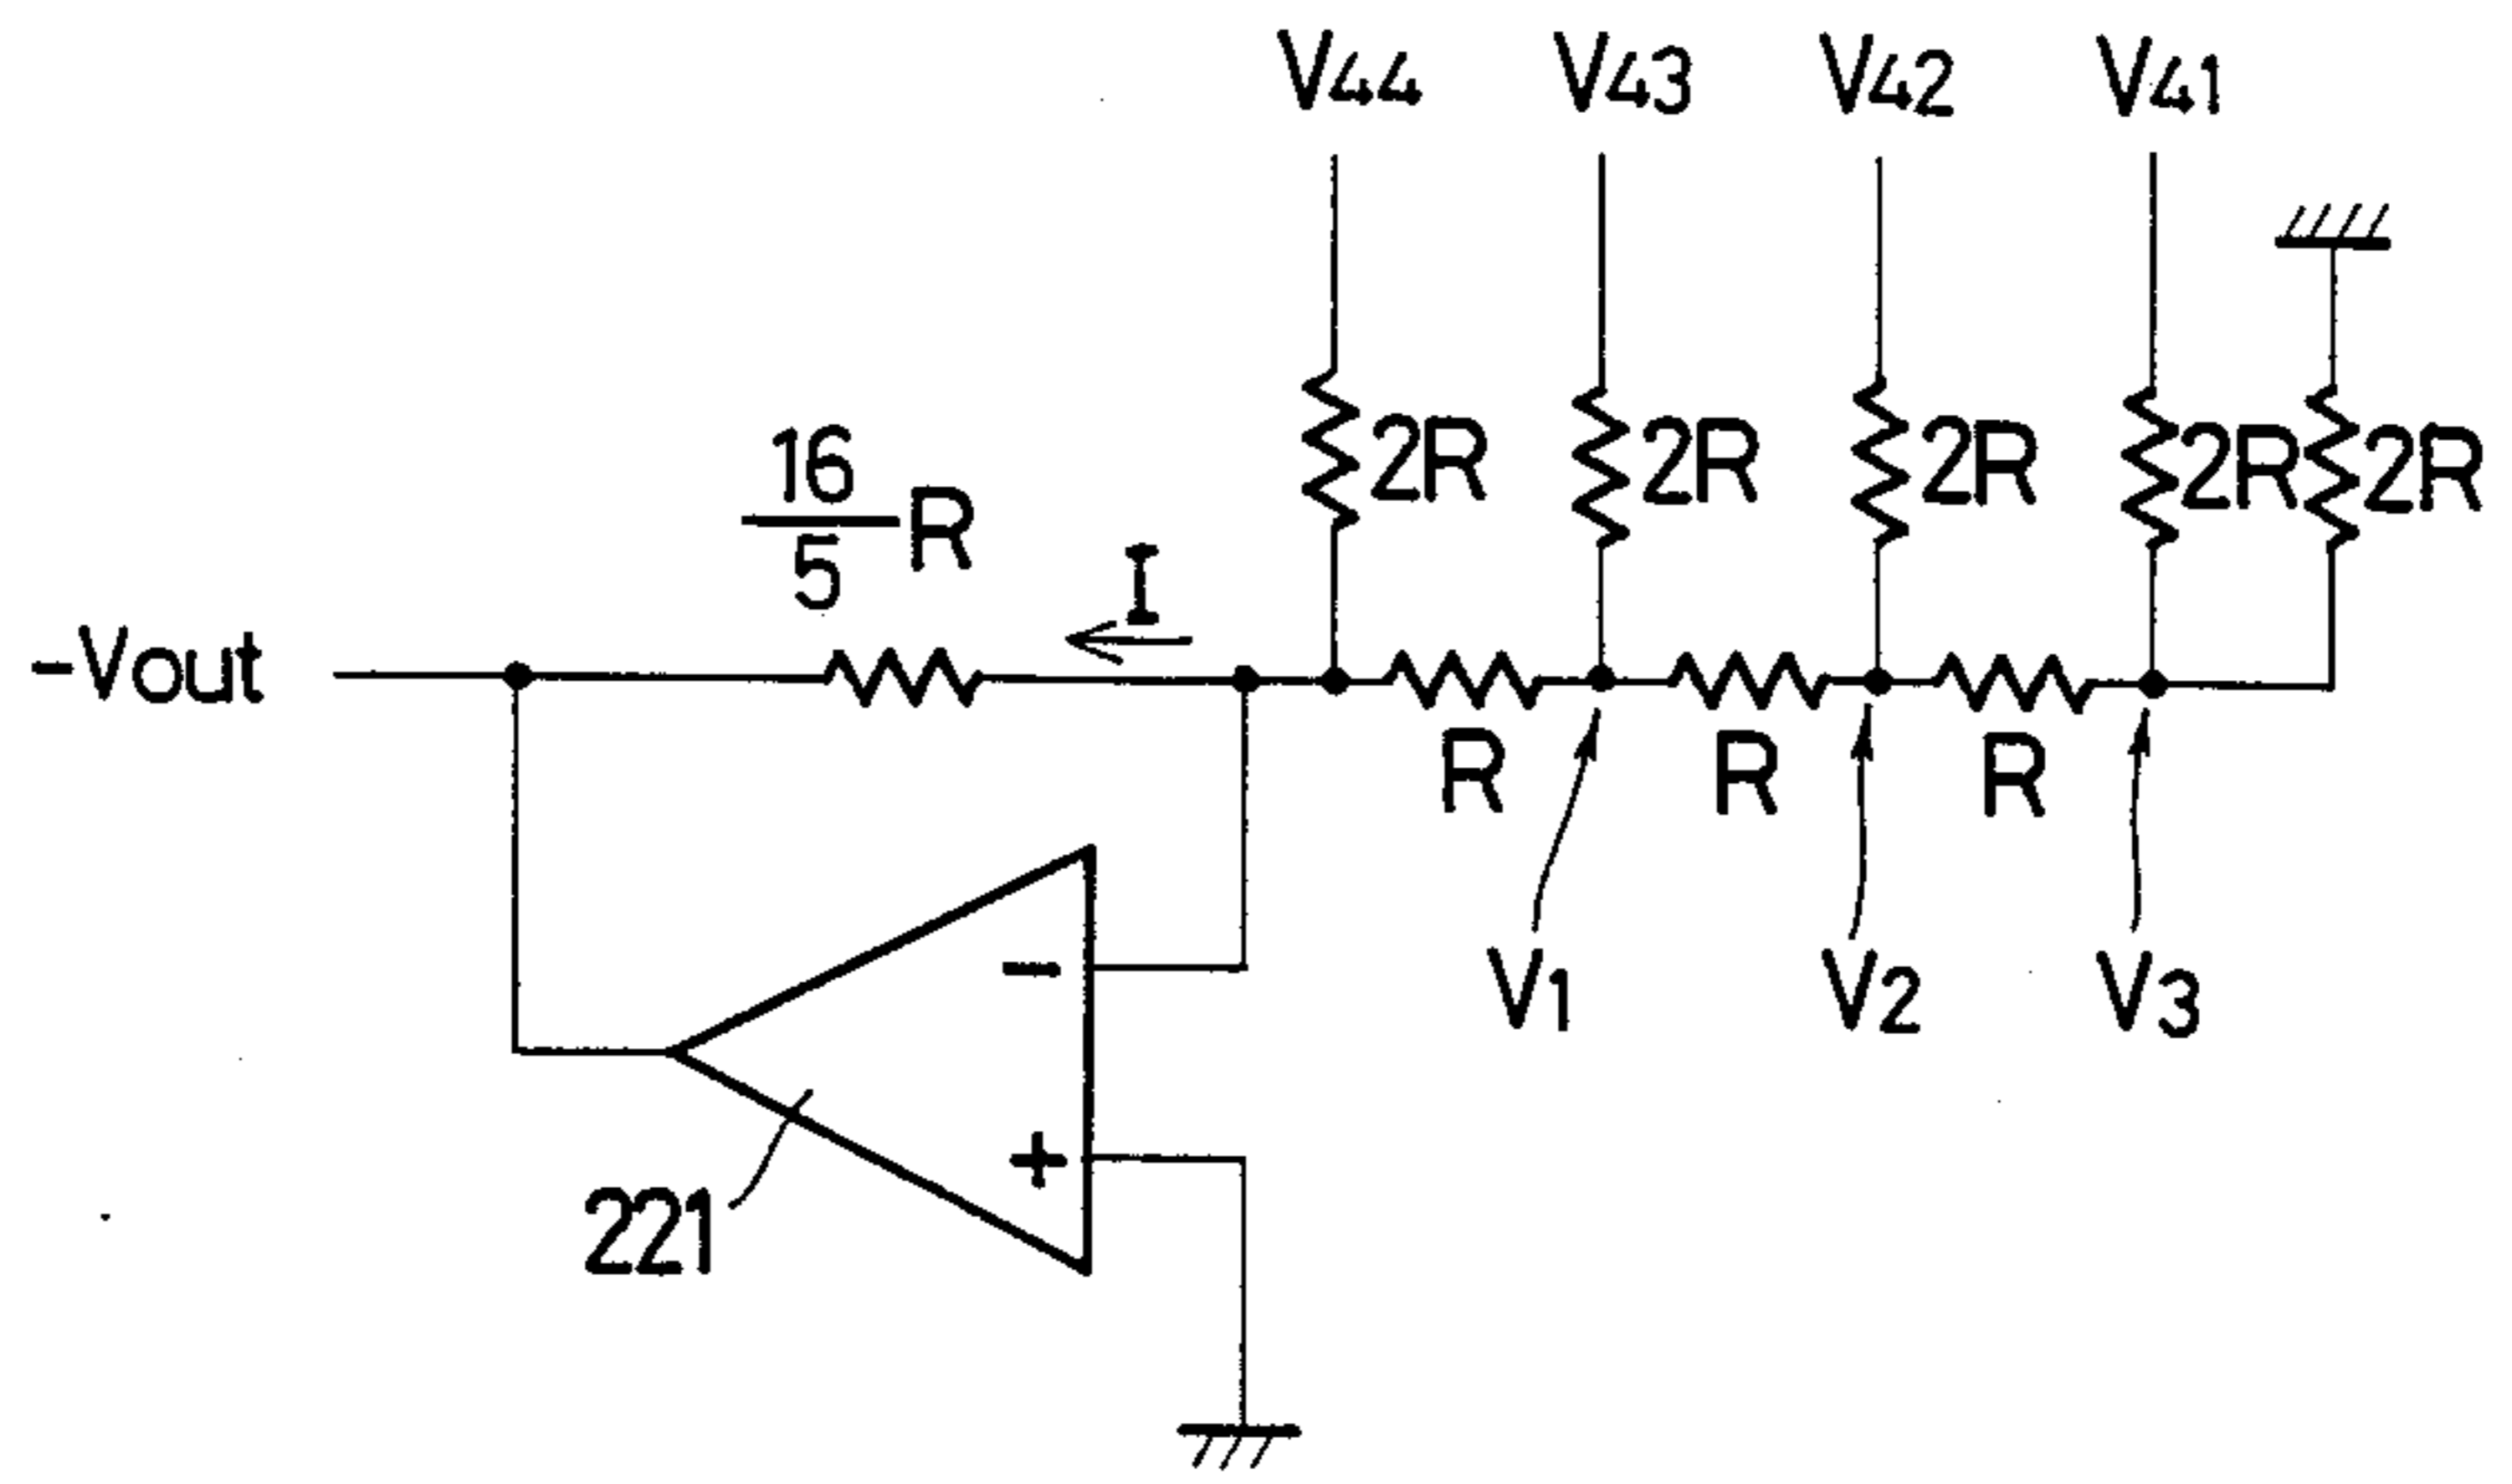 V44 V43 V42 V41
2R 2R 2R 2R 2R
16/5 R
I
-Vout
R R R
V1 V2 V3
-
+
221